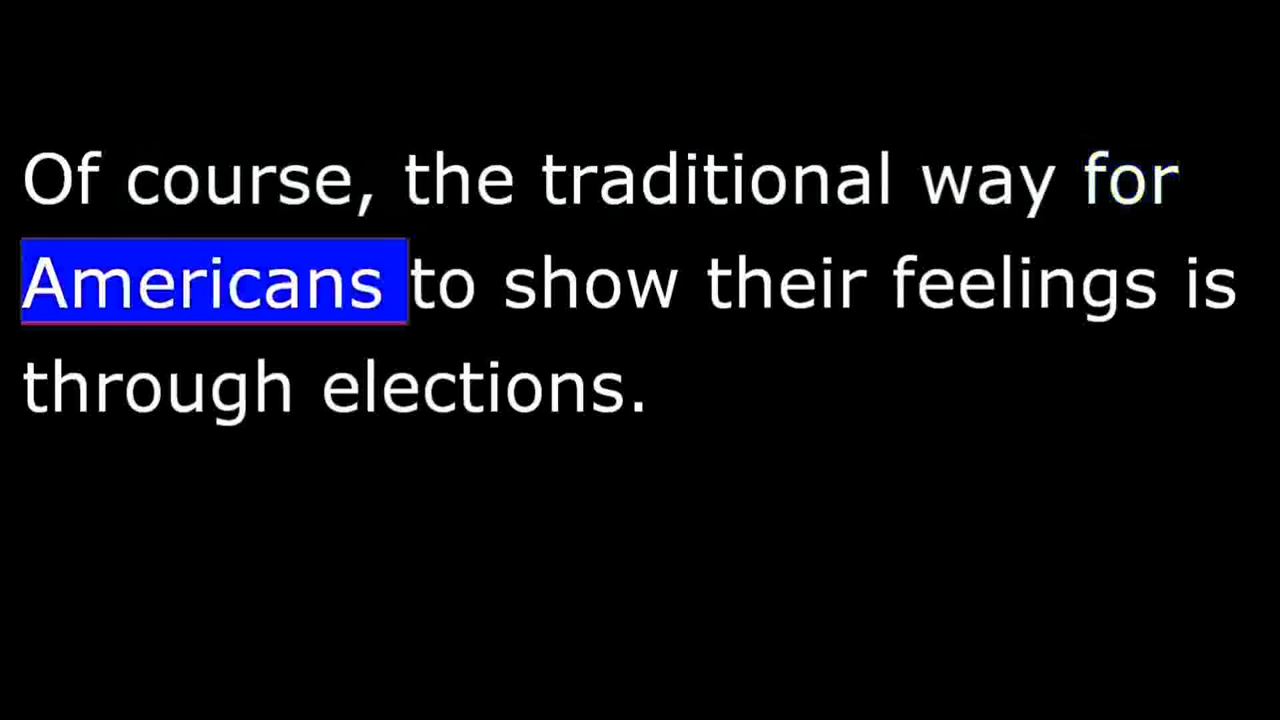 Of course, the traditional way for
Americans to show their feelings is
through elections.